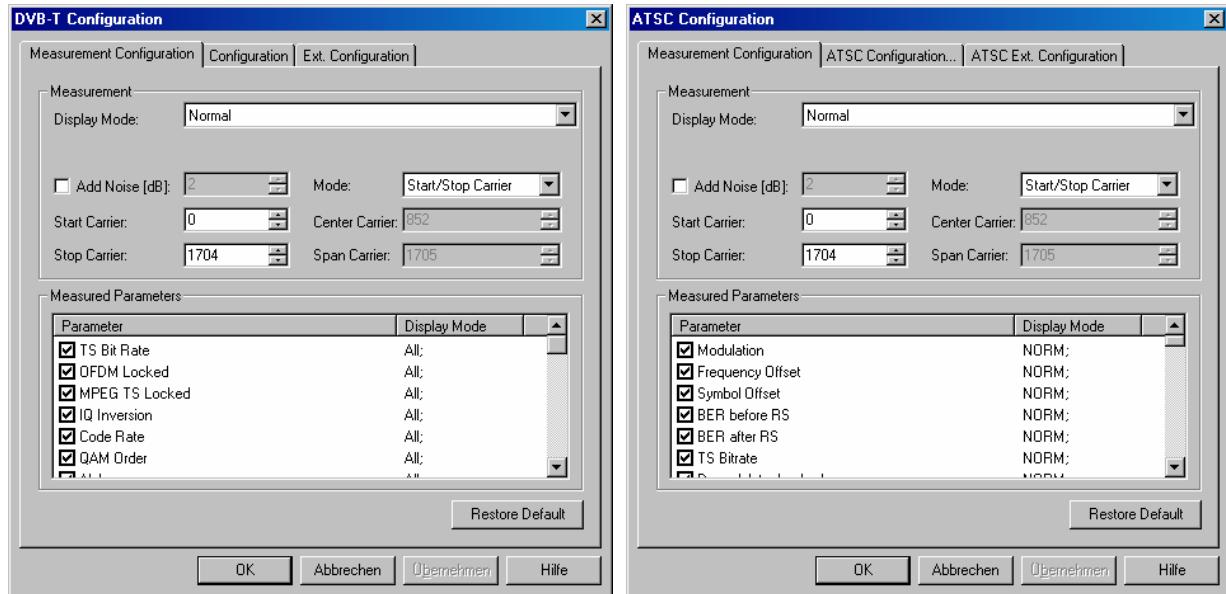 DVB-T Configuration
Measurement Configuration Configuration Ext. Configuration
Measurement
Display Mode: Normal
Add Noise [dB]: 2 Mode: Start/Stop Carrier
Start Carrier: 0 Center Carrier: 852
Stop Carrier: 1704 Span Carrier: 1705
Measured Parameters
Parameter Display Mode
TS Bit Rate All;
OFDM Locked All;
MPEG TS Locked All;
IQ Inversion All;
Code Rate All;
QAM Order All;
Restore Default
OK Abbrechen Übernehmen Hilfe
ATSC Configuration
Measurement Configuration ATSC Configuration... ATSC Ext. Configuration
Measurement
Display Mode: Normal
Add Noise [dB]: 2 Mode: Start/Stop Carrier
Start Carrier: 0 Center Carrier: 852
Stop Carrier: 1704 Span Carrier: 1705
Measured Parameters
Parameter Display Mode
Modulation NORM;
Frequency Offset NORM;
Symbol Offset NORM;
BER before RS NORM;
BER after RS NORM;
TS Bitrate NORM;
Restore Default
OK Abbrechen Übernehmen Hilfe